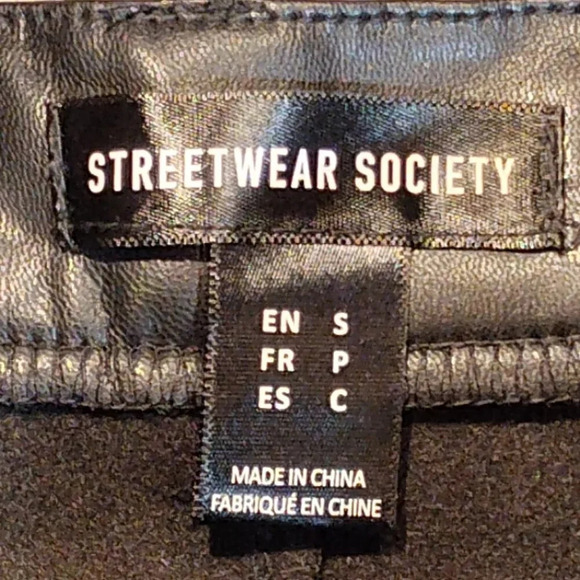 STREETWEAR SOCIETY
EN S
FR P
ES C
MADE IN CHINA
FABRIQUÉ EN CHINE